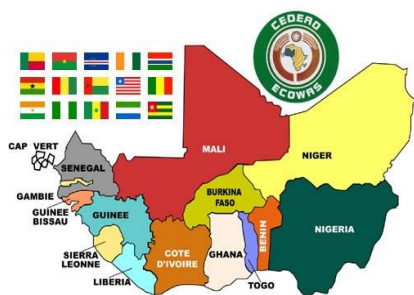 CEDEAO
ECOWAS
CAP VERT
SENEGAL
MALI
NIGER
GAMBIE
GUINEE
BISSAU
GUINEE
BURKINA
FASO
SIERRA
LEONNE
LIBERIA
COTE
D'IVOIRE
GHANA
TOGO
BENIN
NIGERIA